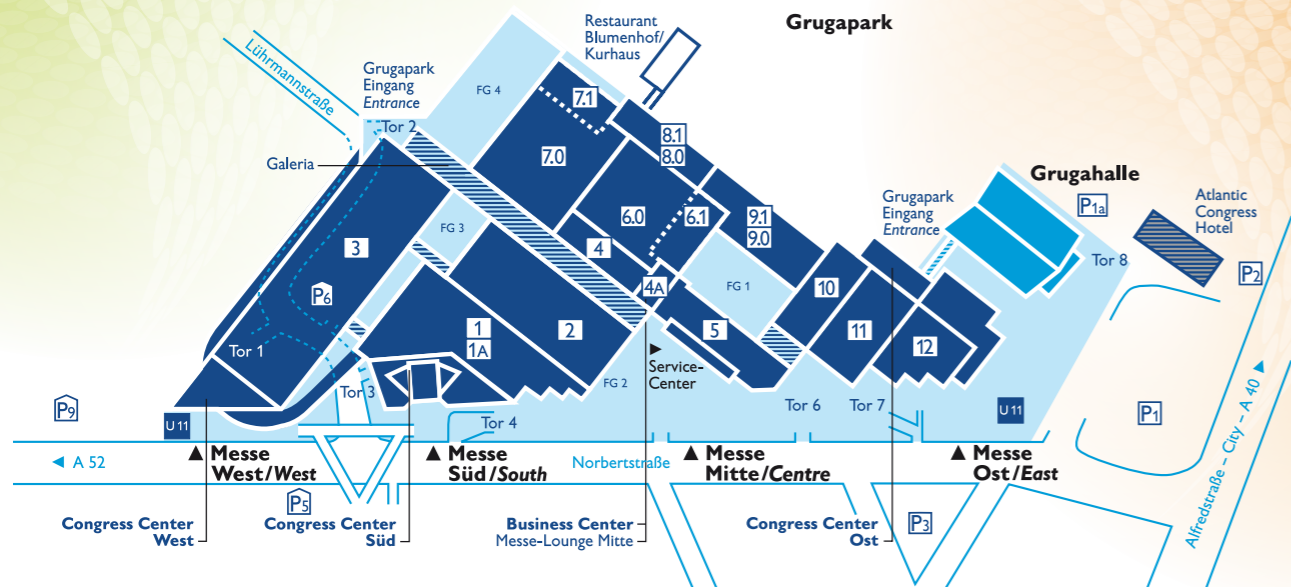 Grugapark
Restaurant
Blumenhof/
Kurhaus
Lührmannstraße
Grugapark
Eingang
Entrance
Tor 2
Galeria
FG 4
7.1
7.0
8.1
8.0
6.0
6.1
9.1
9.0
4
4A
FG 1
FG 3
3
P6
1
1A
2
5
10
11
12
Grugapark
Eingang
Entrance
Grugahalle
P1a
Atlantic
Congress
Hotel
Tor 8
P2
Tor 1
Tor 3
FG 2
Service-
Center
Tor 4
Tor 6
Tor 7
P9
U 11
U 11
P1
A 52
Messe
West/West
Messe
Süd/South
Norbertstraße
Messe
Mitte/Centre
Messe
Ost/East
Alfredstraße – City – A 40
P5
P3
Congress Center
West
Congress Center
Süd
Business Center
Messe-Lounge Mitte
Congress Center
Ost